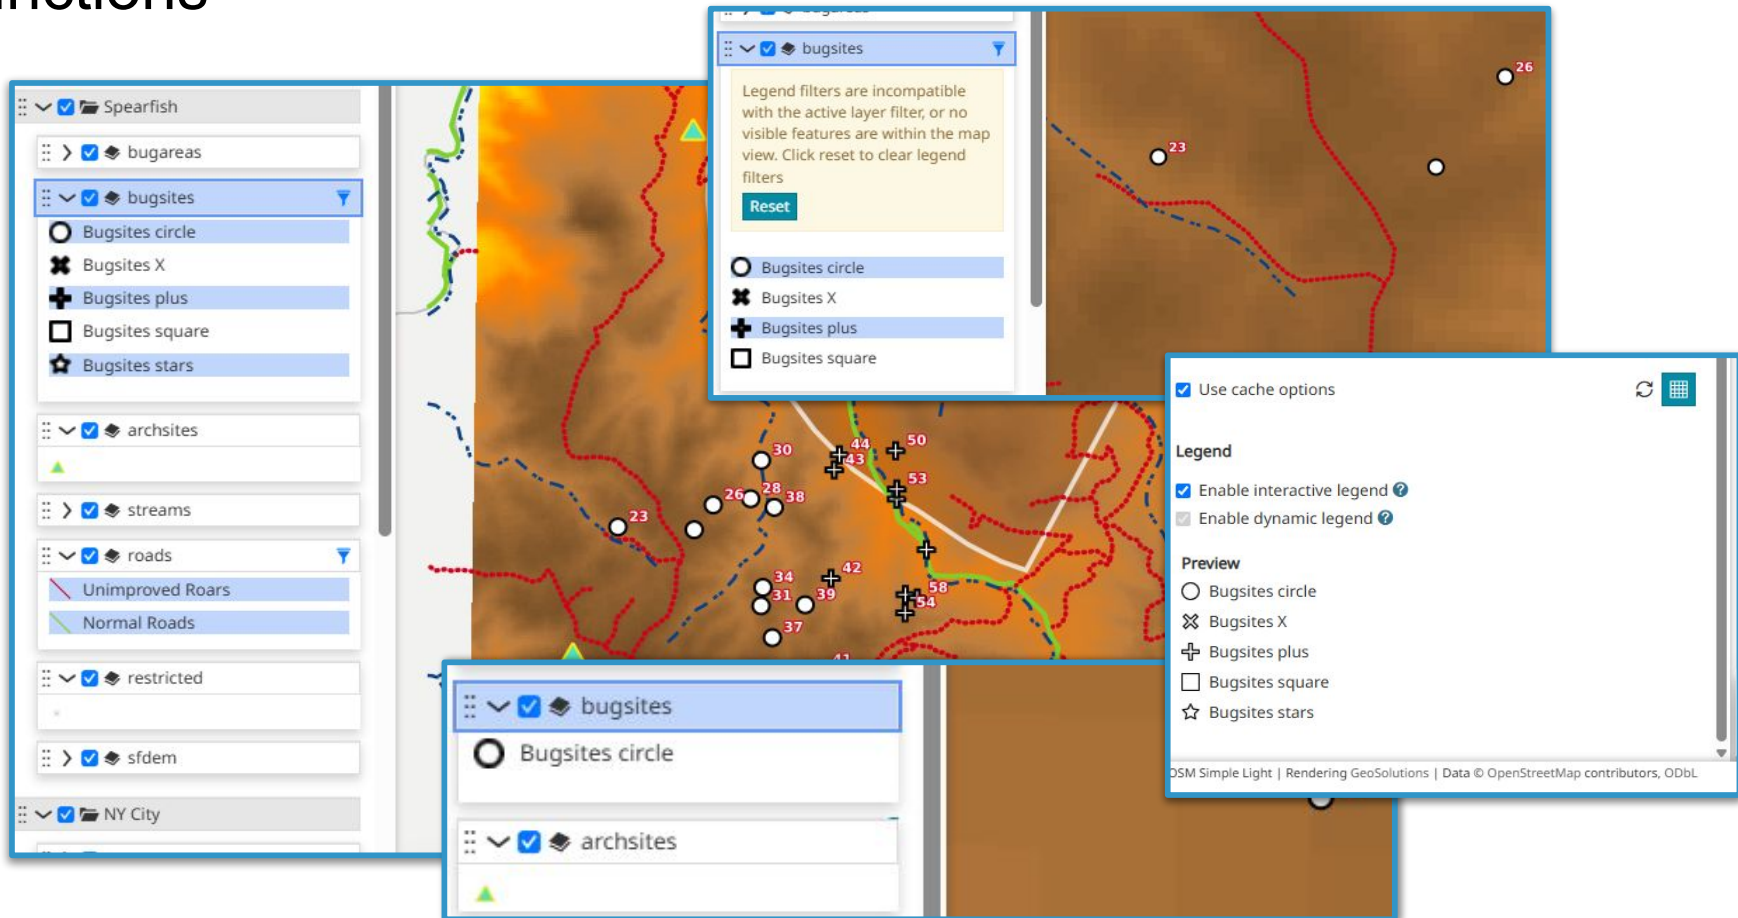 Spearfish
bugareas
bugsites
Bugsites circle
Bugsites X
Bugsites plus
Bugsites square
Bugsites stars
archsites
streams
roads
Unimproved Roars
Normal Roads
restricted
sfdem
NY City
30
44
43
50
53
26
28
38
23
34
31
39
42
58
54
37
41
bugsites
Legend filters are incompatible
with the active layer filter, or no
visible features are within the map
view. Click reset to clear legend
filters
Reset
Bugsites circle
Bugsites X
Bugsites plus
Bugsites square
26
23
Use cache options
Legend
Enable interactive legend
Enable dynamic legend
Preview
Bugsites circle
Bugsites X
Bugsites plus
Bugsites square
Bugsites stars
OSM Simple Light | Rendering GeoSolutions | Data © OpenStreetMap contributors, ODbL
bugsites
Bugsites circle
archsites